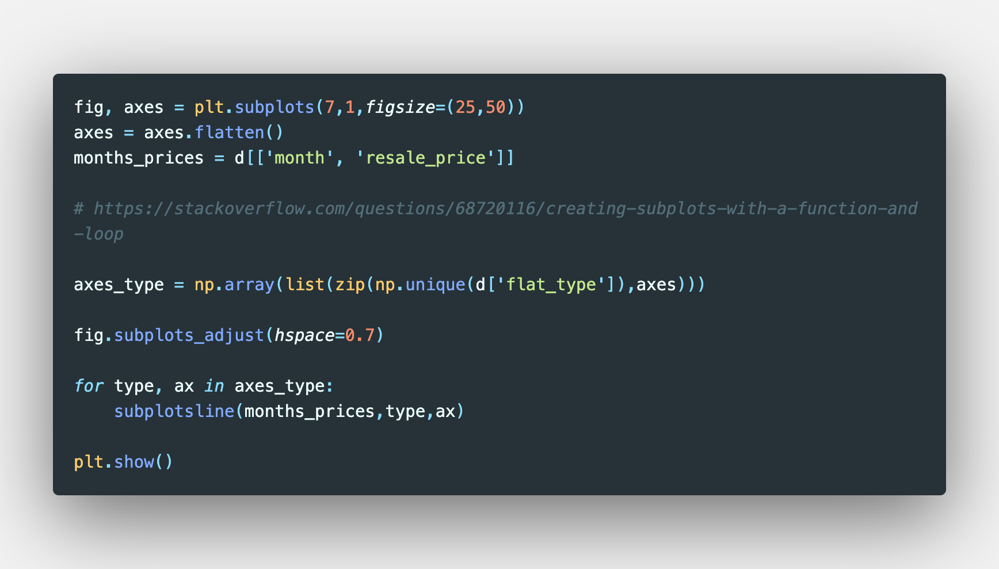 fig, axes = plt.subplots(7,1,figsize=(25,50))
axes = axes.flatten()
months_prices = d[['month', 'resale_price']]
# https://stackoverflow.com/questions/68720116/creating-subplots-with-a-function-and
-loop
axes_type = np.array(list(zip(np.unique(d['flat_type']),axes)))
fig.subplots_adjust(hspace=0.7)
for type, ax in axes_type:
    subplotsline(months_prices,type,ax)
plt.show()